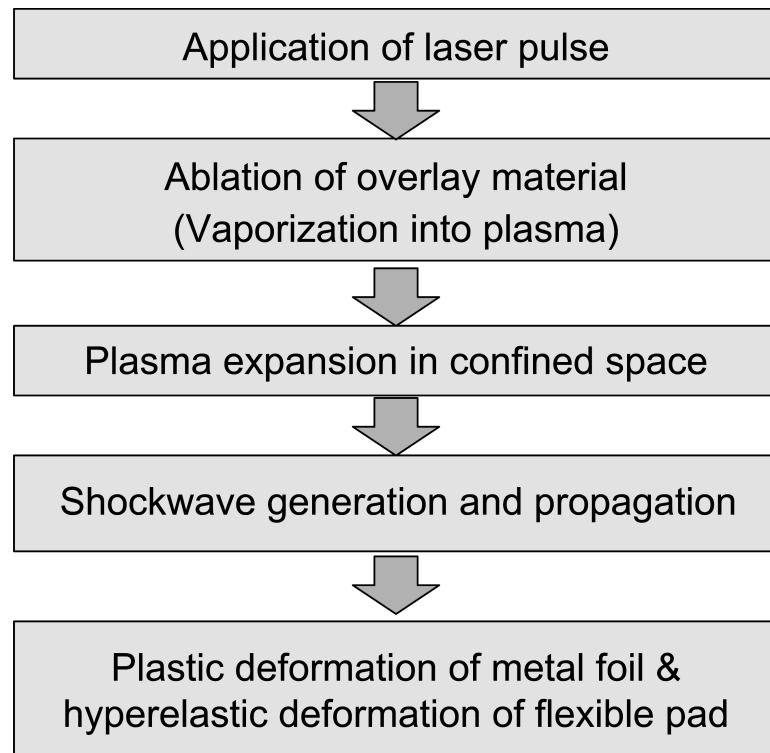 Application of laser pulse
Ablation of overlay material
(Vaporization into plasma)
Plasma expansion in confined space
Shockwave generation and propagation
Plastic deformation of metal foil &
hyperelastic deformation of flexible pad